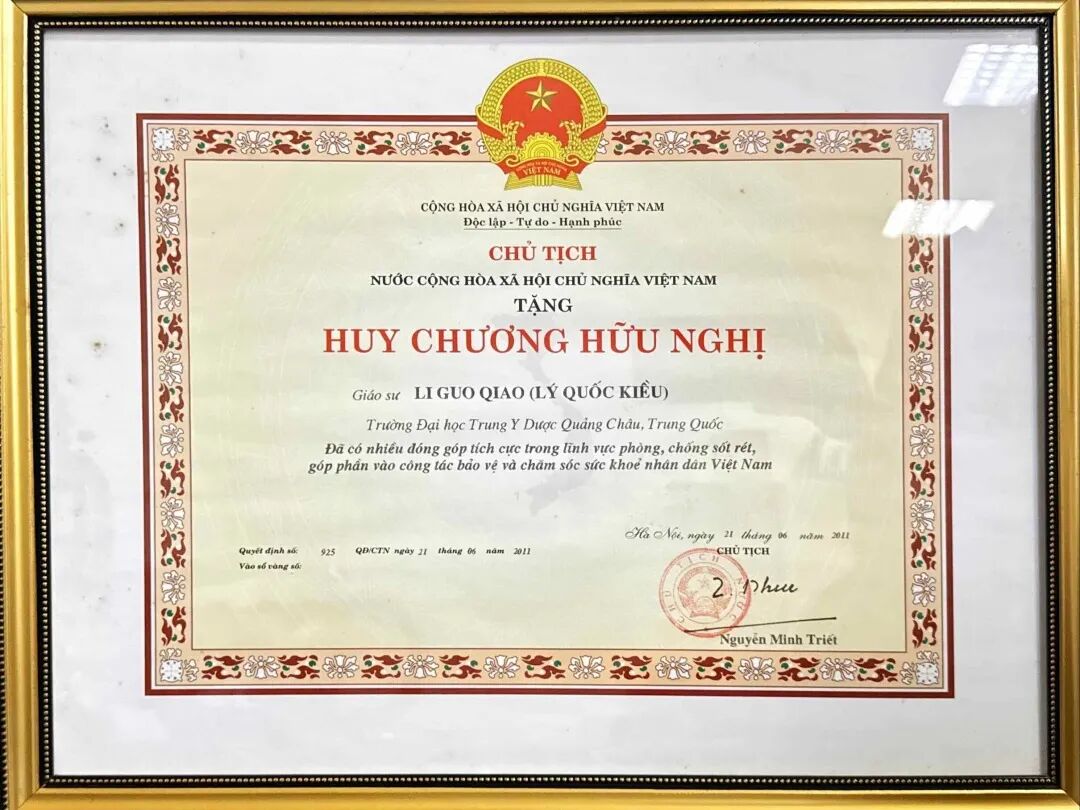 VIỆT NAM
CỘNG HÒA XÃ HỘI CHỦ NGHĨA VIỆT NAM
Độc lập - Tự do - Hạnh phúc
CHỦ TỊCH
NƯỚC CỘNG HÒA XÃ HỘI CHỦ NGHĨA VIỆT NAM
TẶNG
HUY CHƯƠNG HỮU NGHỊ
Giáo sư LI GUO QIAO (LÝ QUỐC KIỀU)
Trường Đại học Trung Y Dược Quảng Châu, Trung Quốc
Đã có nhiều đóng góp tích cực trong lĩnh vực phòng, chống sốt rét,
góp phần vào công tác bảo vệ và chăm sóc sức khoẻ nhân dân Việt Nam
Hà Nội, ngày 21 tháng 06 năm 2011
Quyết định số: 925 QĐ/CTN ngày 21 tháng 06 năm 2011
CHỦ TỊCH
Vào sổ vàng số:
CHỦ TỊCH NƯỚC
Nguyễn Minh Triết